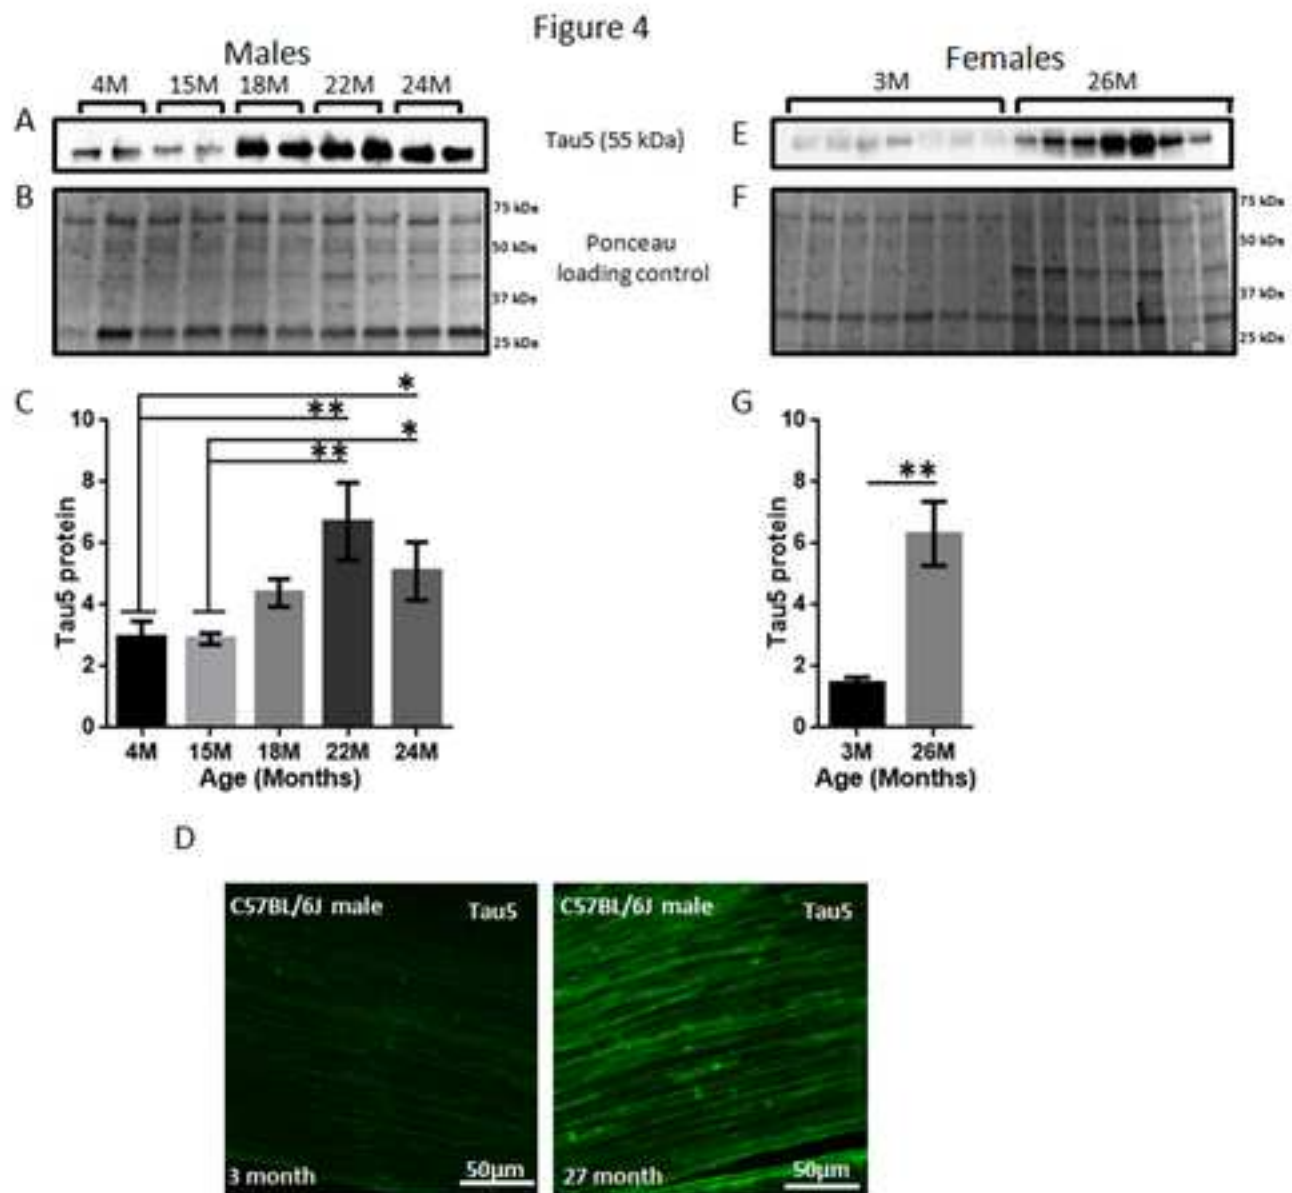 Figure 4
Males
4M 15M 18M 22M 24M
Females
3M 26M
A
Tau5 (55 kDa)
E
B
75 kDa
50 kDa
37 kDa
25 kDa
Ponceau
loading control
F
75 kDa
50 kDa
37 kDa
25 kDa
C
*
**
*
**
10
8
6
4
2
0
Tau5 protein
4M 15M 18M 22M 24M
Age (Months)
G
**
10
8
6
4
2
0
Tau5 protein
3M 26M
Age (Months)
D
C57BL/6J male Tau5
3 month 50µm
C57BL/6J male Tau5
27 month 50µm